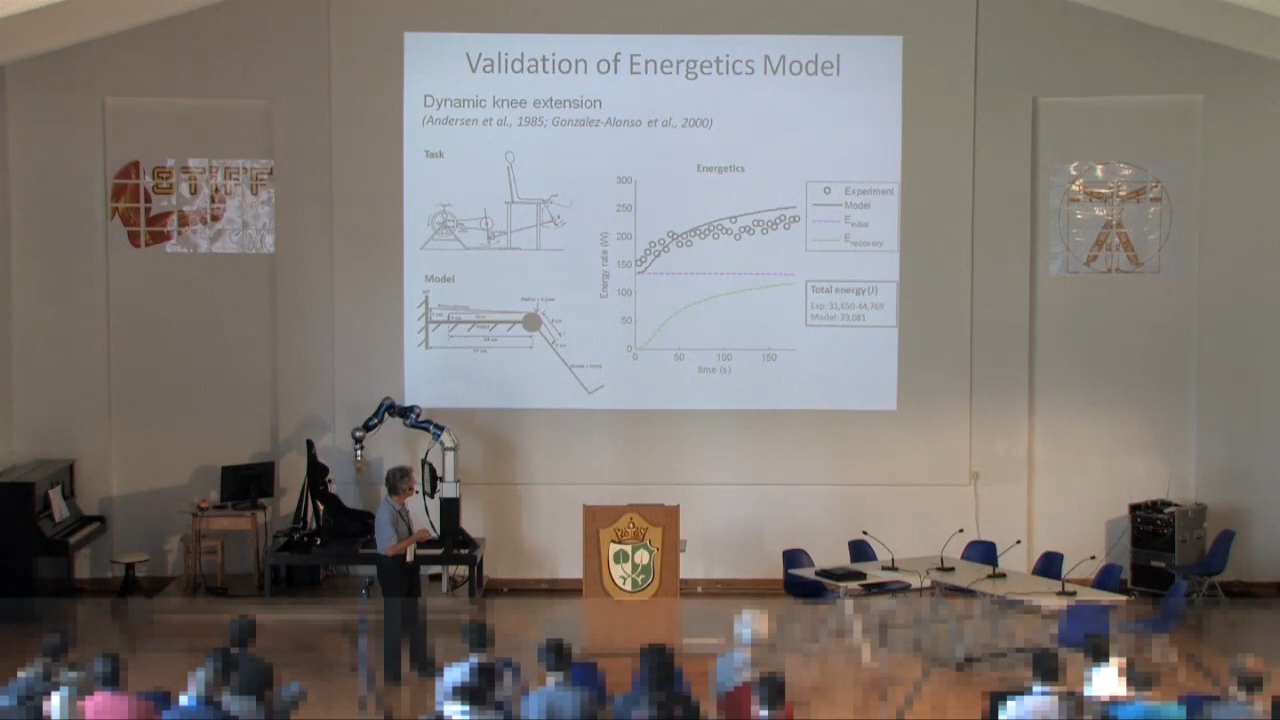 Validation of Energetics Model
Dynamic knee extension
(Andersen et al., 1985; Gonzalez-Alonso et al., 2000)
Task
Energetics
300
250
200
150
100
50
0
Energy rate (W)
0 50 100 150
time (s)
Experiment
Model
E initial
E recovery
Total energy (J)
Exp: 31,650-44,769
Model: 39,081
Model
STIFF